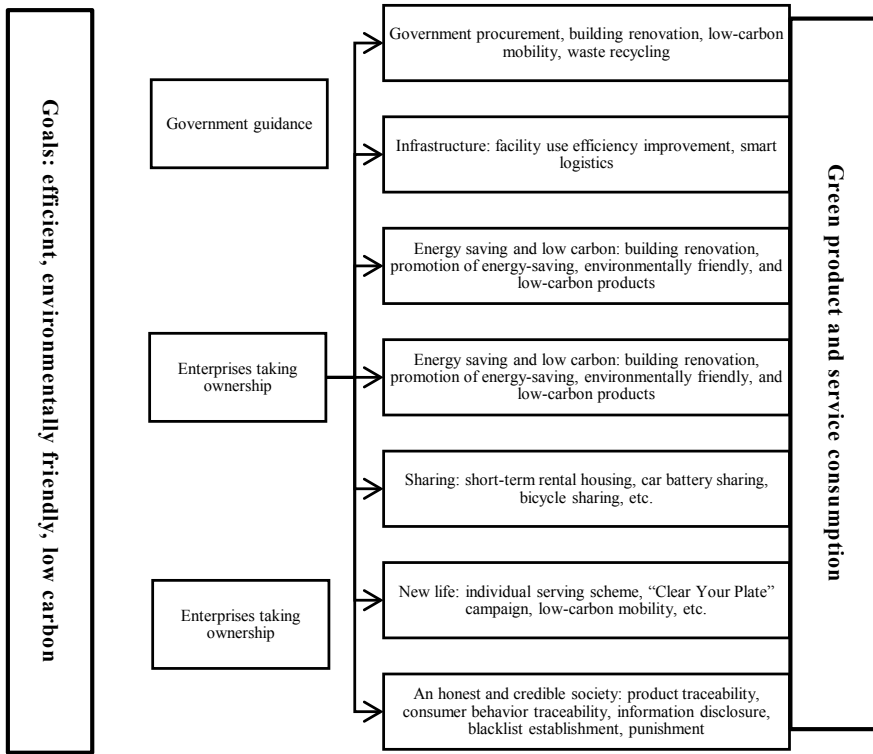 Goals: efficient, environmentally friendly, low carbon
Government guidance
Enterprises taking
ownership
Enterprises taking
ownership
Government procurement, building renovation, low-carbon
mobility, waste recycling
Infrastructure: facility use efficiency improvement, smart
logistics
Energy saving and low carbon: building renovation,
promotion of energy-saving, environmentally friendly, and
low-carbon products
Energy saving and low carbon: building renovation,
promotion of energy-saving, environmentally friendly, and
low-carbon products
Sharing: short-term rental housing, car battery sharing,
bicycle sharing, etc.
New life: individual serving scheme, “Clear Your Plate”
campaign, low-carbon mobility, etc.
An honest and credible society: product traceability,
consumer behavior traceability, information disclosure,
blacklist establishment, punishment
Green product and service
consumption